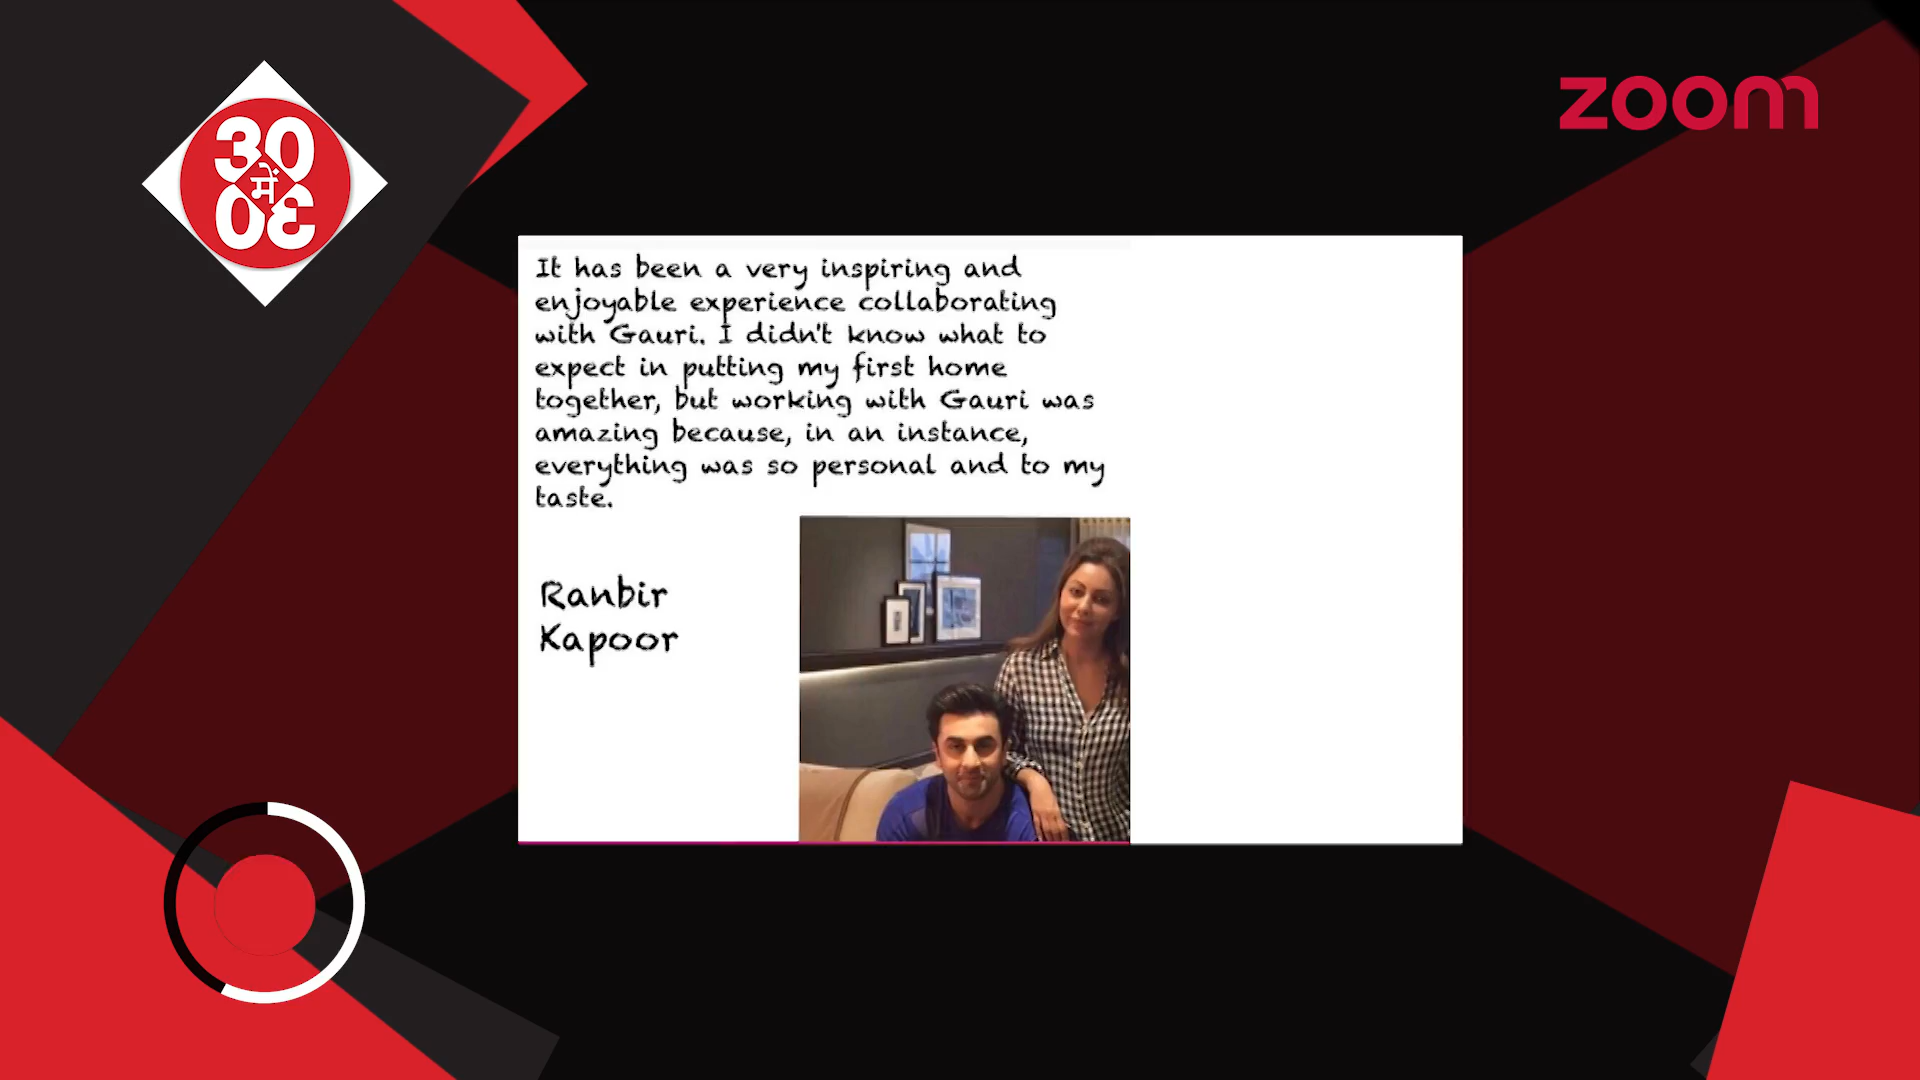 30
में
30
zoom
It has been a very inspiring and
enjoyable experience collaborating
with Gauri. I didn't know what to
expect in putting my first home
together, but working with Gauri was
amazing because, in an instance,
everything was so personal and to my
taste.
Ranbir
Kapoor